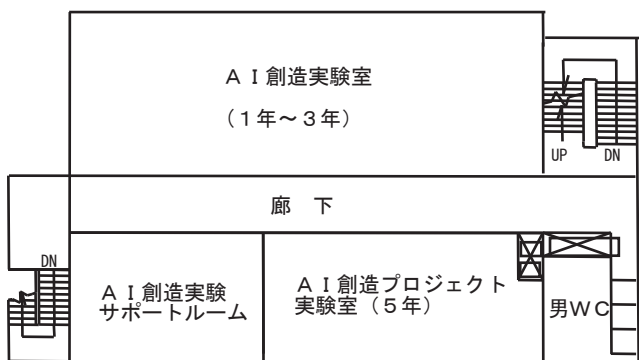 ＡＩ創造実験室
（１年～３年）
UP
DN
廊　下
DN
ＡＩ創造実験
サポートルーム
ＡＩ創造プロジェクト
実験室（５年）
男ＷＣ